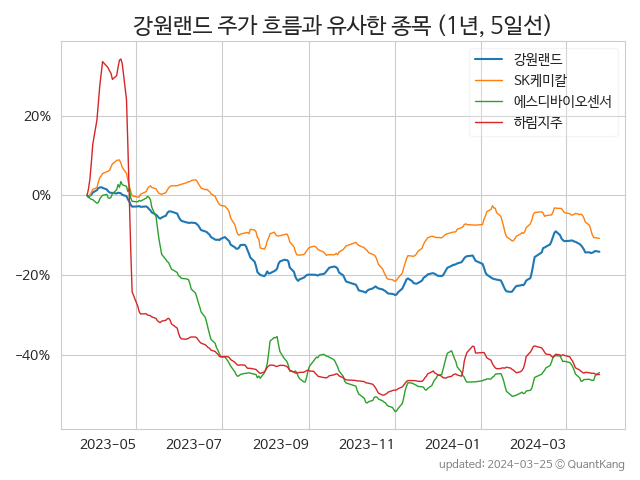 강원랜드 주가 흐름과 유사한 종목 (1년, 5일선)
강원랜드
SK케미칼
에스디바이오센서
하림지주
20%
0%
−20%
−40%
2023-05 2023-07 2023-09 2023-11 2024-01 2024-03
updated: 2024-03-25 © QuantKang